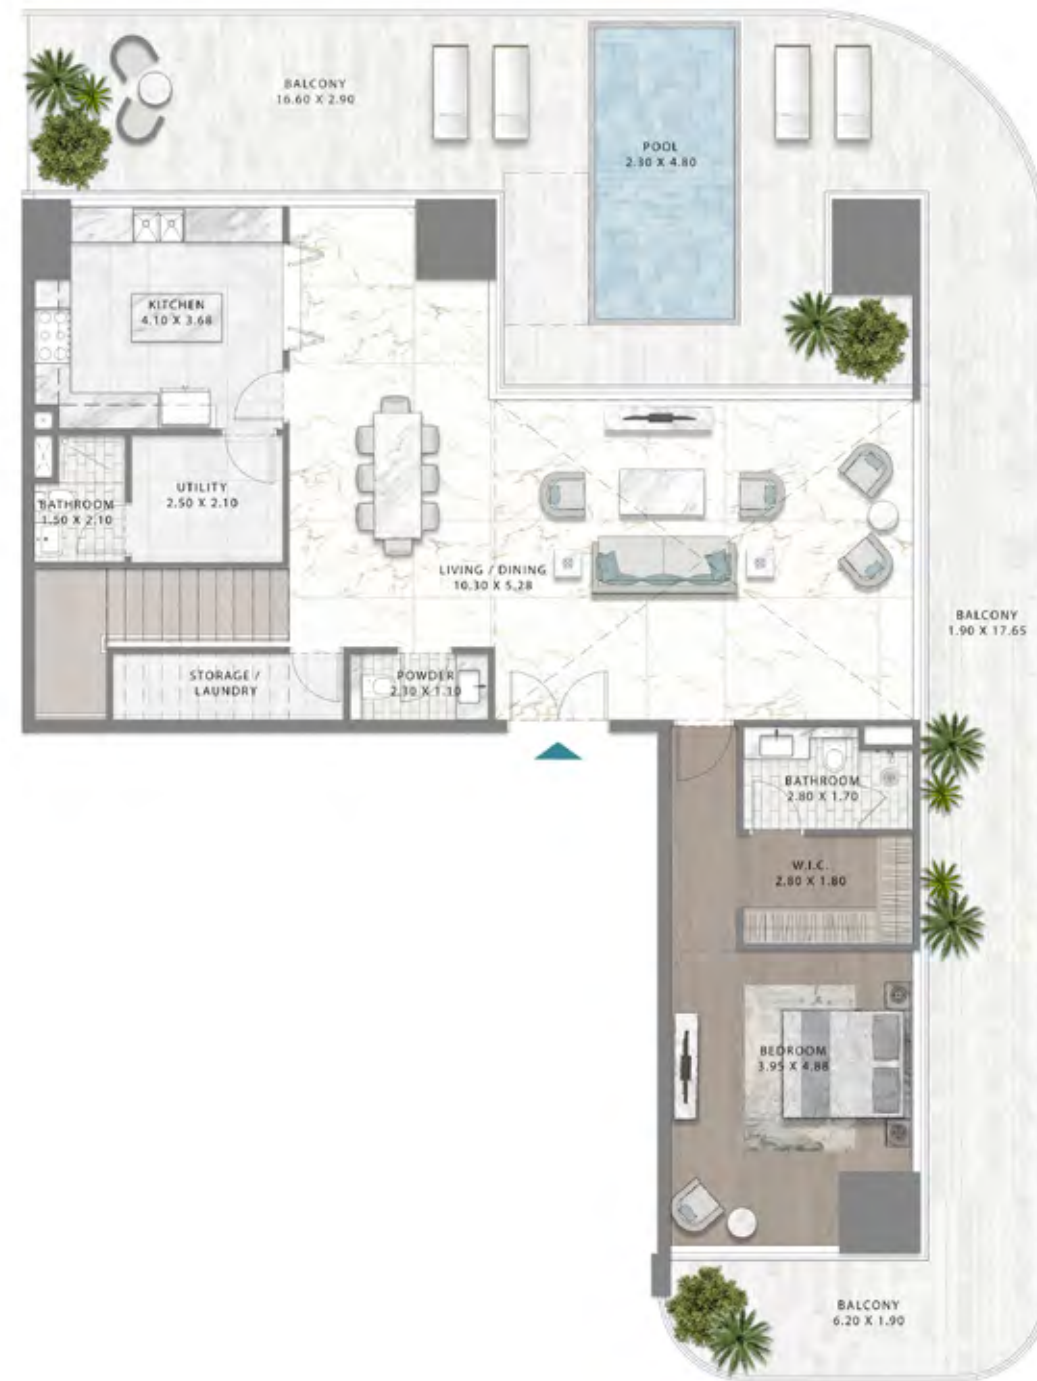 BALCONY
16.60 X 2.90
POOL
2.30 X 4.80
KITCHEN
4.10 X 3.68
UTILITY
2.50 X 2.10
BATHROOM
1.50 X 2.10
LIVING / DINING
10.30 X 5.28
BALCONY
1.90 X 17.65
STORAGE /
LAUNDRY
POWDER
2.30 X 1.10
BATHROOM
2.80 X 1.70
W.I.C.
2.80 X 1.80
BEDROOM
3.95 X 4.88
BALCONY
6.20 X 1.90